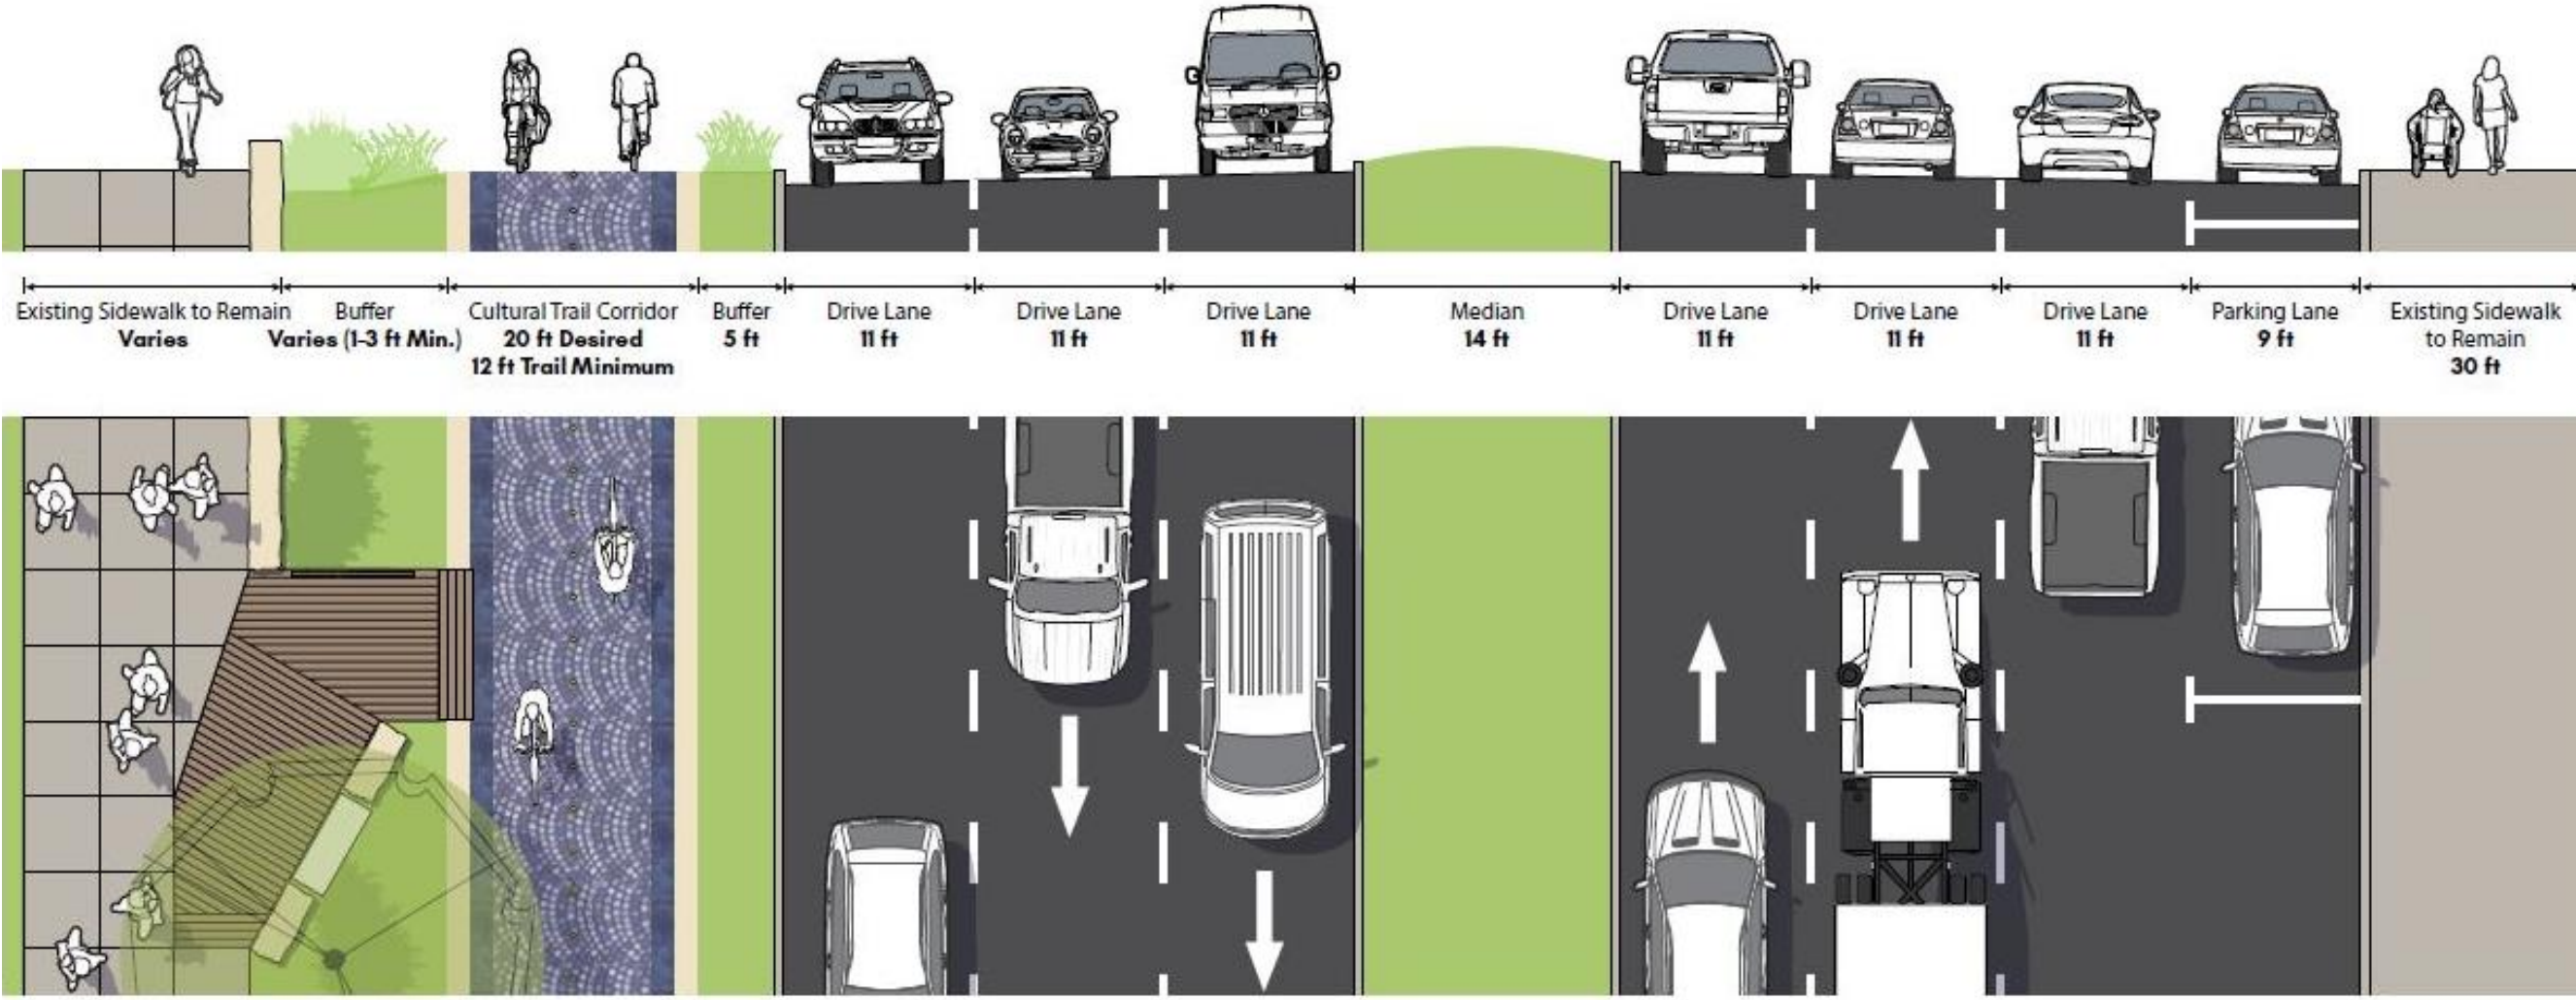 Existing Sidewalk to Remain
Varies
Buffer
Varies (1-3 ft Min.)
Cultural Trail Corridor
20 ft Desired
12 ft Trail Minimum
Buffer
5 ft
Drive Lane
11 ft
Drive Lane
11 ft
Drive Lane
11 ft
Median
14 ft
Drive Lane
11 ft
Drive Lane
11 ft
Drive Lane
11 ft
Parking Lane
9 ft
Existing Sidewalk
to Remain
30 ft